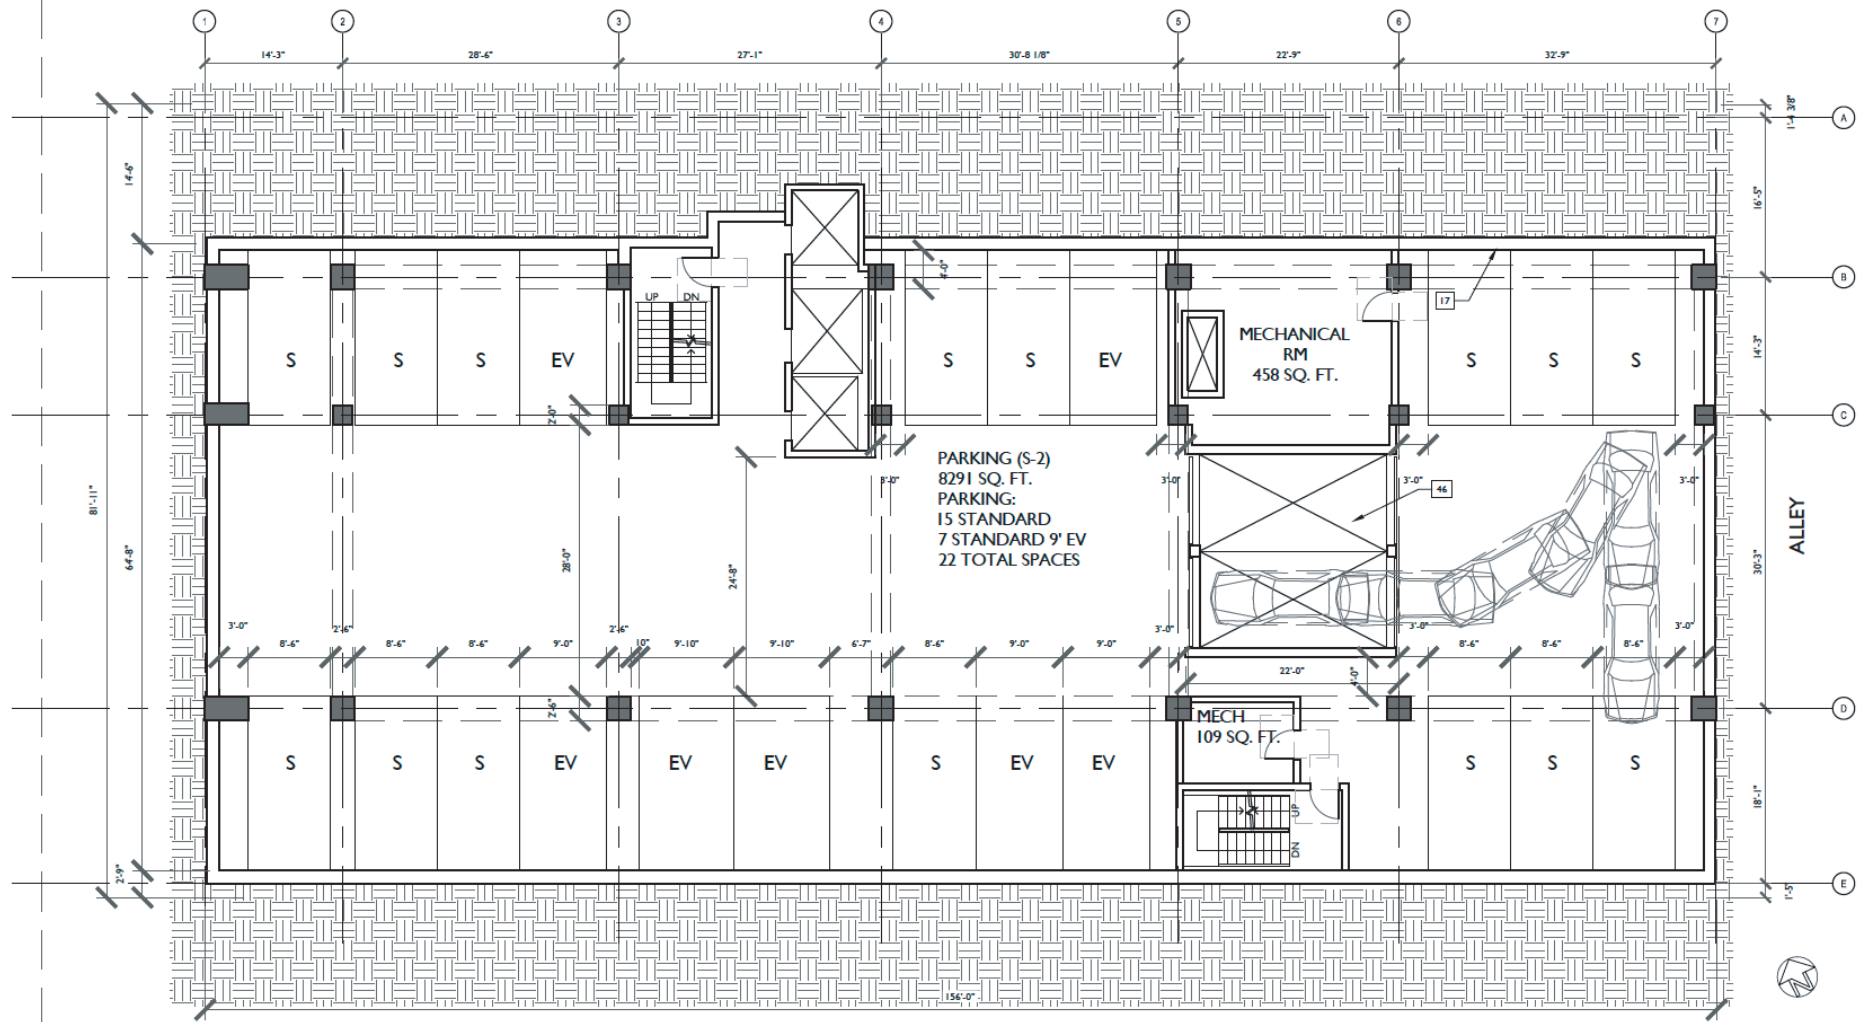 1 2 3 4 5 6 7
14'-3" 28'-6" 27'-1" 30'-8 1/8" 22'-9" 32'-9"
1'-4 3/8"
A
14'-6"
16'-5"
4'-0"
B
UP DN
17
MECHANICAL
RM
458 SQ. FT.
14'-3"
S S S EV S S EV S S S
2'-0"
C
PARKING (S-2)
8291 SQ. FT.
PARKING:
15 STANDARD
7 STANDARD 9' EV
22 TOTAL SPACES
3'-0" 3'-0" 3'-0" 3'-0"
46
81'-11"
64'-8"
28'-0"
24'-8"
30'-3"
ALLEY
3'-0" 2'-6" 2'-6" 3'-0" 3'-0" 3'-0"
8'-6" 8'-6" 8'-6" 9'-0" 10" 9'-10" 9'-10" 6'-7" 8'-6" 9'-0" 9'-0" 8'-6" 8'-6" 8'-6"
22'-0"
4'-0"
2'-6"
D
MECH
109 SQ. FT.
S S S EV EV EV S EV EV S S S
18'-1"
UP
DN
2'-9"
E
1'-5"
156'-0"